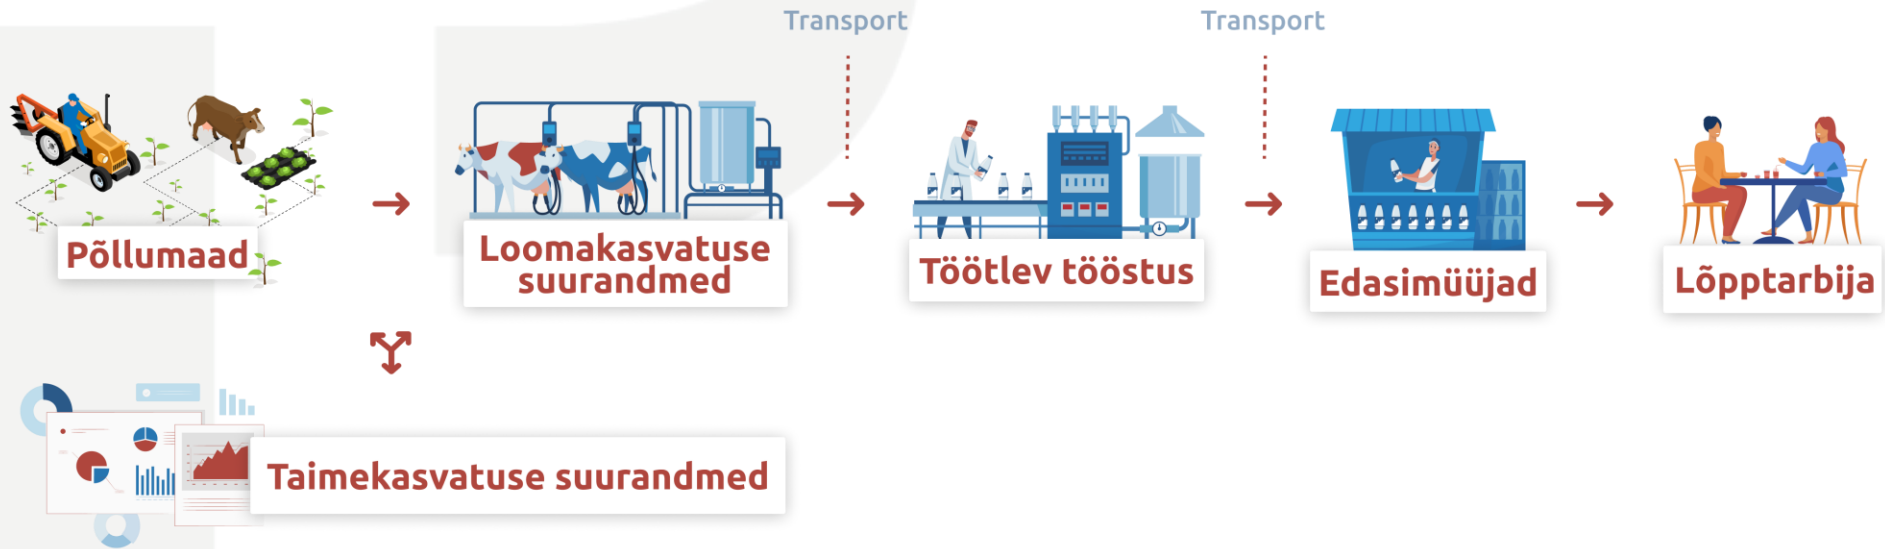 Transport
Transport
Põllumaad
Loomakasvatuse
suurandmed
Töötlev tööstus
Edasimüüjad
Lõpptarbija
Taimekasvatuse suurandmed